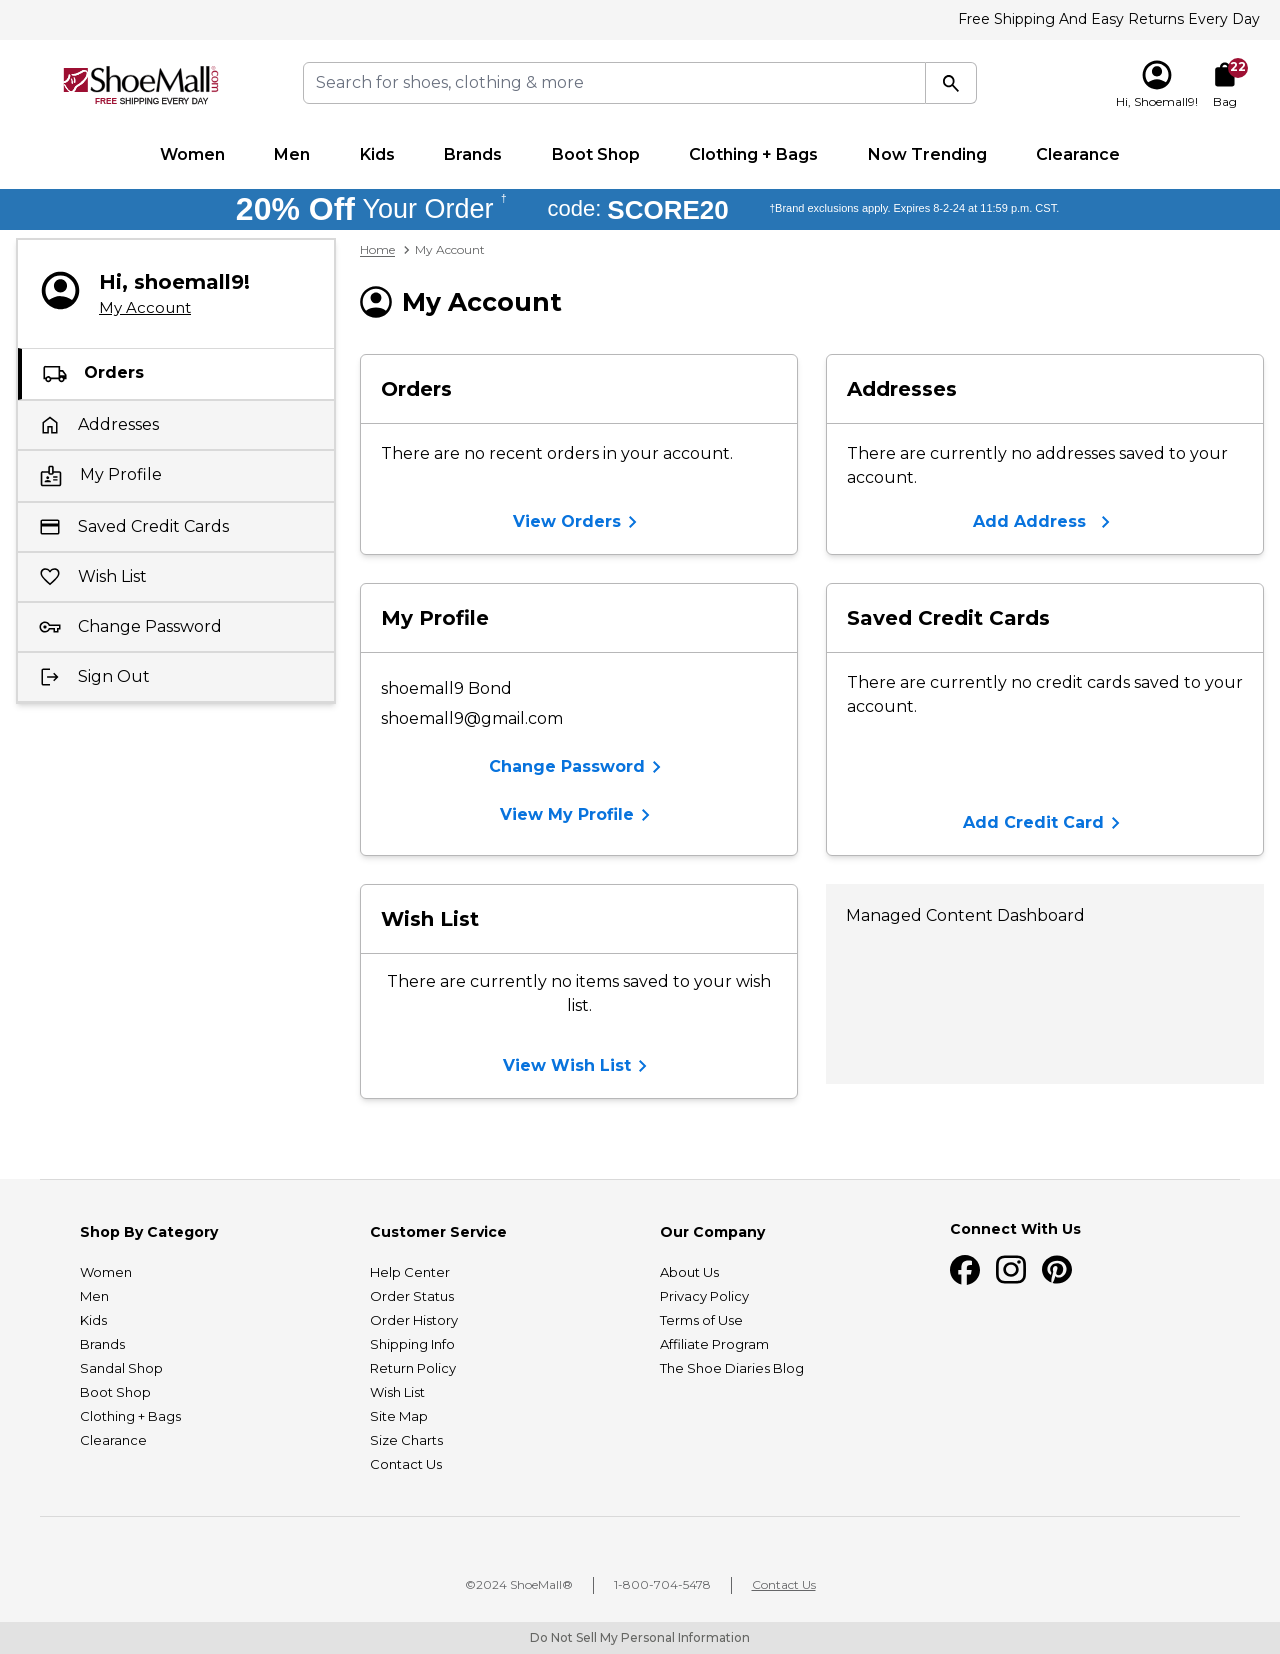 Free Shipping And Easy Returns Every Day
ShoeMall®.com
FREE SHIPPING EVERY DAY
Search for shoes, clothing & more
Hi, Shoemall9!
22
Bag
Women Men Kids Brands Boot Shop Clothing + Bags Now Trending Clearance
20% Off Your Order † code: SCORE20 †Brand exclusions apply. Expires 8-2-24 at 11:59 p.m. CST.
Hi, shoemall9!
My Account
Orders
Addresses
My Profile
Saved Credit Cards
Wish List
Change Password
Sign Out
Home > My Account
My Account
Orders
There are no recent orders in your account.
View Orders
Addresses
There are currently no addresses saved to your
account.
Add Address
My Profile
shoemall9 Bond
shoemall9@gmail.com
Change Password
View My Profile
Saved Credit Cards
There are currently no credit cards saved to your
account.
Add Credit Card
Wish List
There are currently no items saved to your wish
list.
View Wish List
Managed Content Dashboard
Shop By Category
Women
Men
Kids
Brands
Sandal Shop
Boot Shop
Clothing + Bags
Clearance
Customer Service
Help Center
Order Status
Order History
Shipping Info
Return Policy
Wish List
Site Map
Size Charts
Contact Us
Our Company
About Us
Privacy Policy
Terms of Use
Affiliate Program
The Shoe Diaries Blog
Connect With Us
©2024 ShoeMall® | 1-800-704-5478 | Contact Us
Do Not Sell My Personal Information